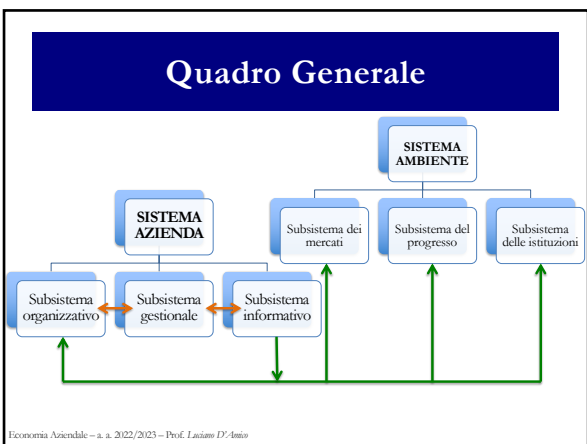 Quadro Generale
SISTEMA
AMBIENTE
SISTEMA
AZIENDA
Subsistema dei
mercati
Subsistema del
progresso
Subsistema
delle istituzioni
Subsistema
organizzativo
Subsistema
gestionale
Subsistema
informativo
Economia Aziendale – a. a. 2022/2023 – Prof. Luciano D'Amico